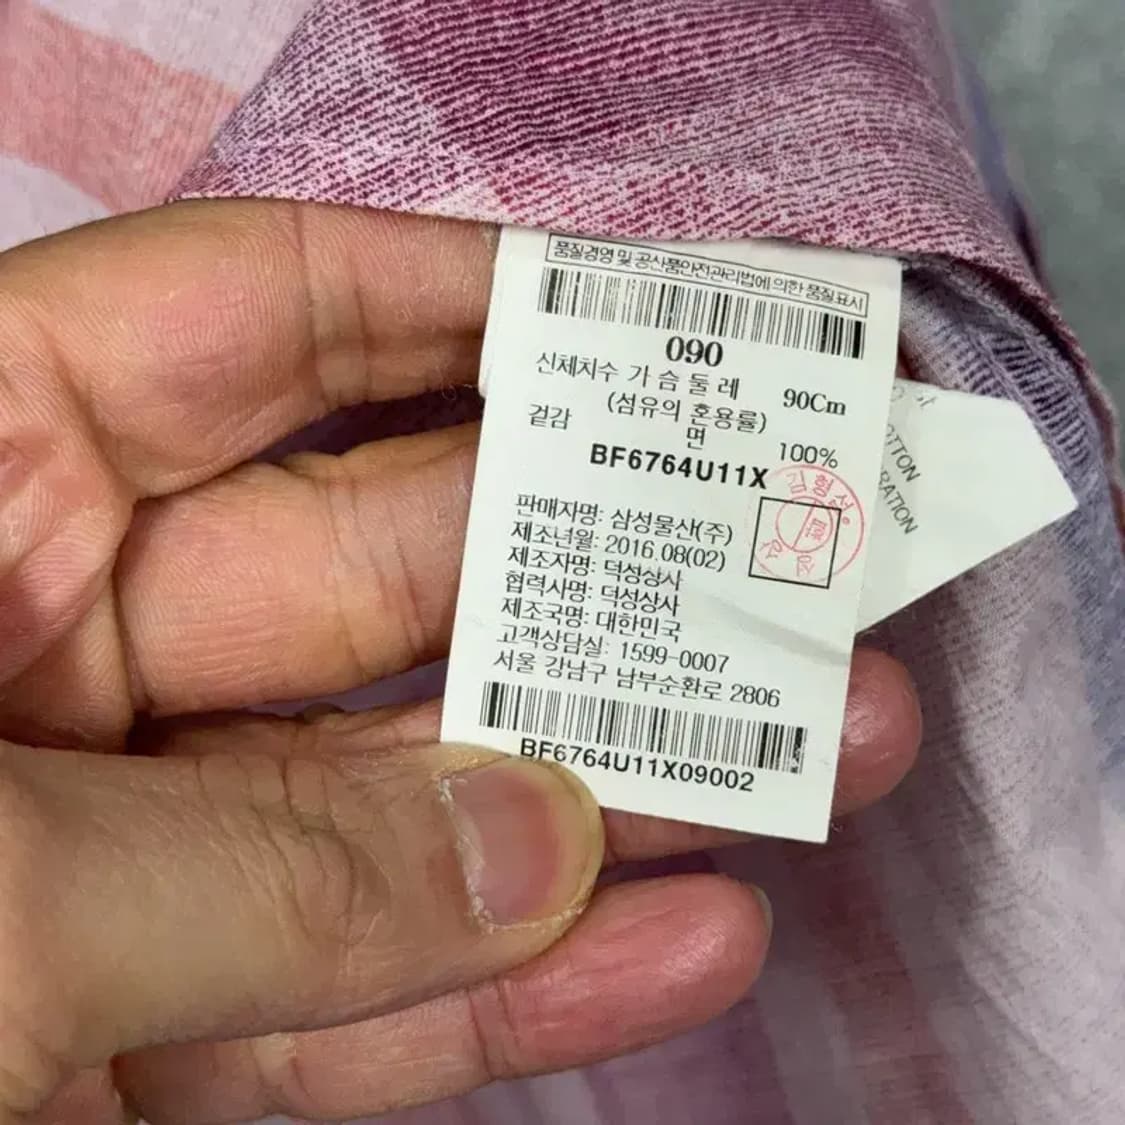 품질경영 및 공산품안전관리법에 의한 품질표시
090
신체치수 가 슴 둘 레 90Cm
(섬유의 혼용률)
겉감 면 100%
BF6764U11X
판매자명: 삼성물산(주)
제조년월: 2016.08(02)
제조자명: 덕성상사
협력사명: 덕성상사
제조국명: 대한민국
고객상담실: 1599-0007
서울 강남구 남부순환로 2806
BF6764U11X09002
김형선